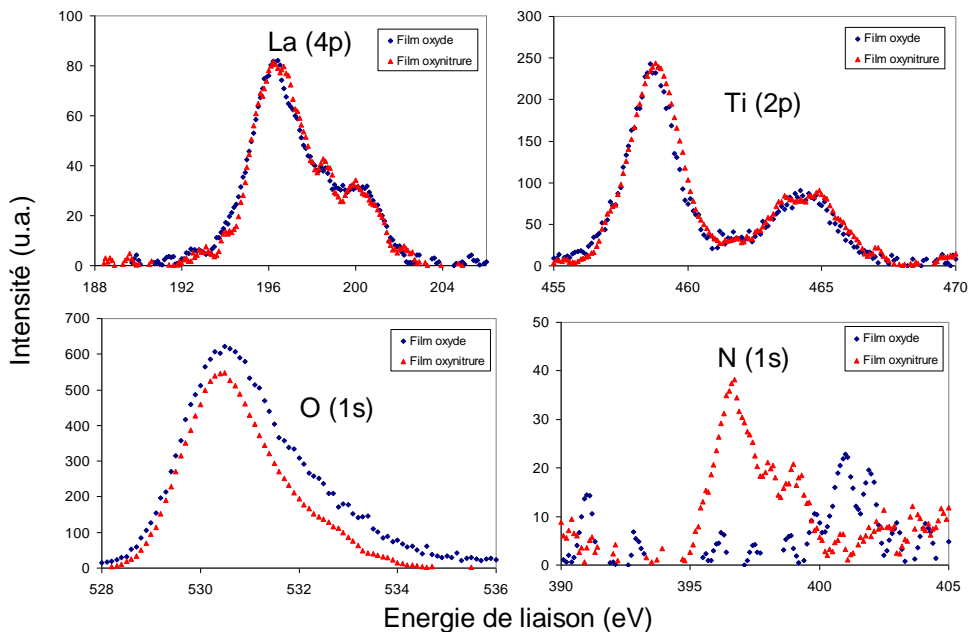 La (4p)
Film oxyde
Film oxynitrure
100
80
60
40
20
0
188 192 196 200 204
Ti (2p)
Film oxyde
Film oxynitrure
300
250
200
150
100
50
0
455 460 465 470
Intensité (u.a.)
O (1s)
Film oxyde
Film oxynitrure
700
600
500
400
300
200
100
0
528 530 532 534 536
N (1s)
Film oxyde
Film oxynitrure
50
40
30
20
10
0
390 395 400 405
Energie de liaison (eV)